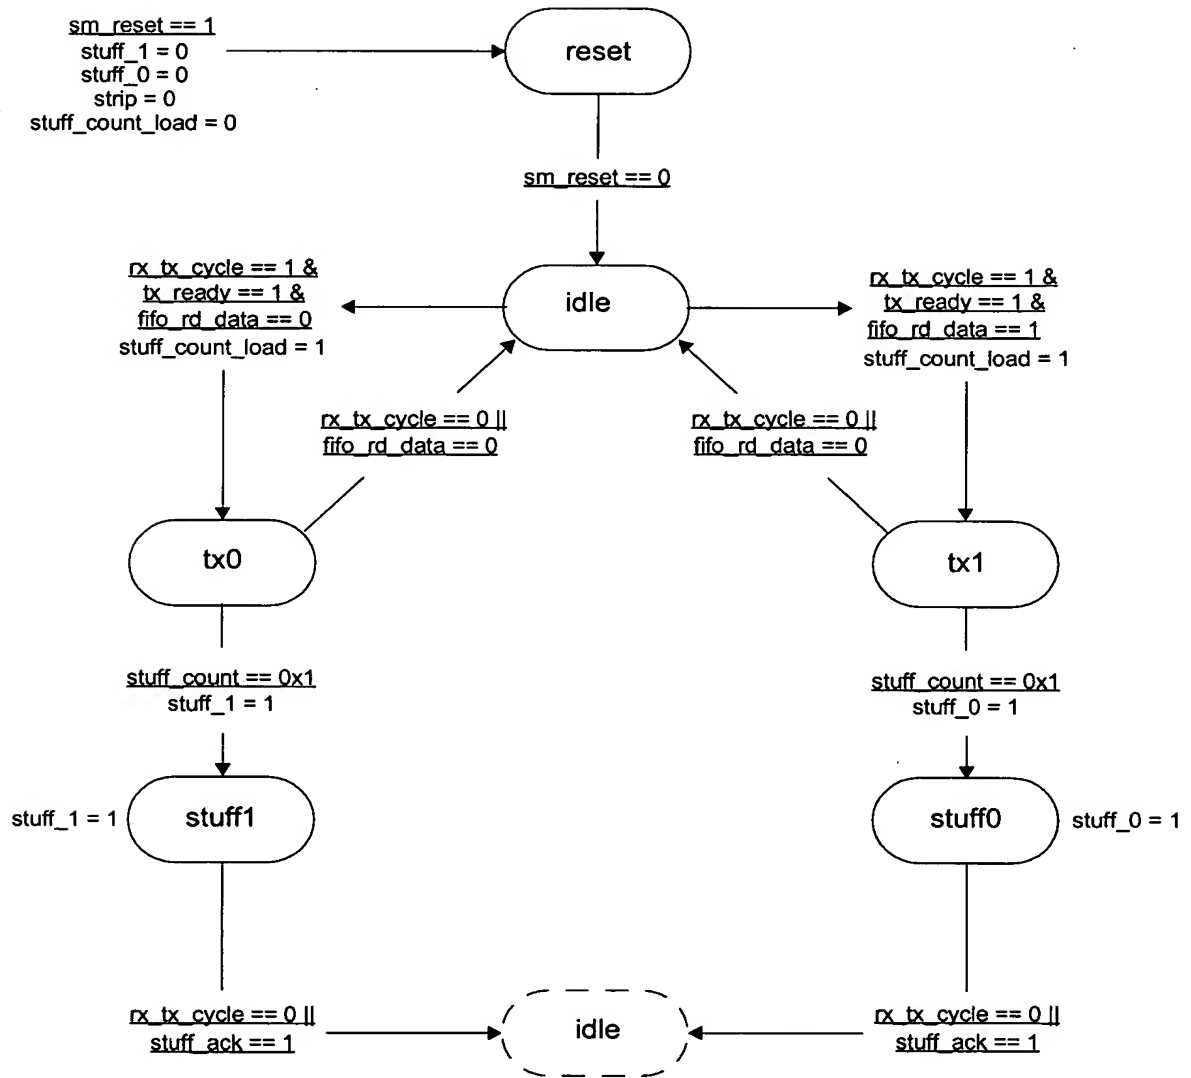 sm_reset == 1
stuff_1 = 0
stuff_0 = 0
strip = 0
stuff_count_load = 0
reset
sm_reset == 0
idle
rx_tx_cycle == 1 &
tx_ready == 1 &
fifo_rd_data == 0
stuff_count_load = 1
rx_tx_cycle == 1 &
tx_ready == 1 &
fifo_rd_data == 1
stuff_count_load = 1
rx_tx_cycle == 0 ||
fifo_rd_data == 0
rx_tx_cycle == 0 ||
fifo_rd_data == 0
tx0
tx1
stuff_count == 0x1
stuff_1 = 1
stuff_count == 0x1
stuff_0 = 1
stuff_1 = 1
stuff1
stuff0
stuff_0 = 1
rx_tx_cycle == 0 ||
stuff_ack == 1
idle
rx_tx_cycle == 0 ||
stuff_ack == 1